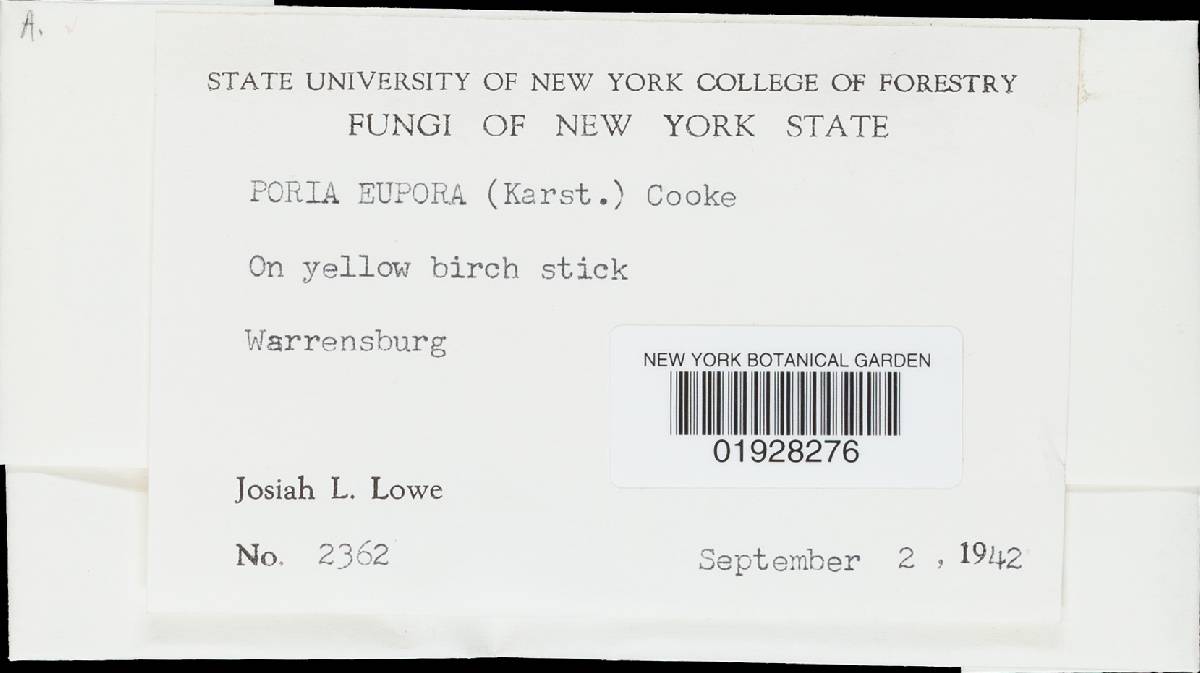 A.
STATE UNIVERSITY OF NEW YORK COLLEGE OF FORESTRY
FUNGI OF NEW YORK STATE
PORIA EUPORA (Karst.) Cooke
On yellow birch stick
Warrensburg
NEW YORK BOTANICAL GARDEN
01928276
Josiah L. Lowe
No. 2362
September 2, 1942